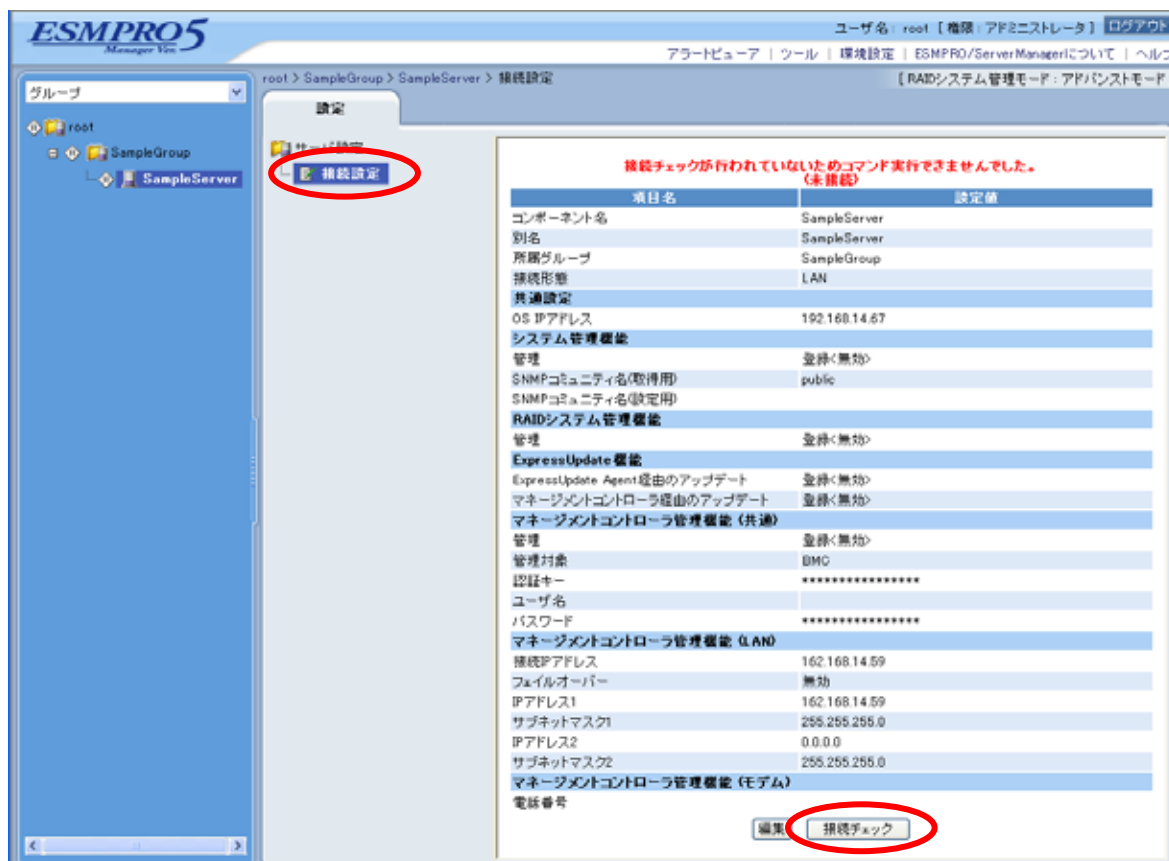 ESMPRO5
Manager Ver.
ユーザ名： root [ 権限：アドミニストレータ ] ログアウト
アラートビューア | ツール | 環境設定 | ESMPRO/ServerManagerについて | ヘルプ
グループ
root
SampleGroup
SampleServer
root > SampleGroup > SampleServer > 接続設定
[ RAIDシステム管理モード：アドバンストモード
設定
サーバ設定
接続設定
接続チェックが行われていないためコマンド実行できませんでした。
(未接続)
項目名 設定値
コンポーネント名 SampleServer
別名 SampleServer
所属グループ SampleGroup
接続形態 LAN
共通設定
OS IPアドレス 192.168.14.67
システム管理機能
管理 登録<無効>
SNMPコミュニティ名(取得用) public
SNMPコミュニティ名(設定用)
RAIDシステム管理機能
管理 登録<無効>
ExpressUpdate機能
ExpressUpdate Agent経由のアップデート 登録<無効>
マネージメントコントローラ経由のアップデート 登録<無効>
マネージメントコントローラ管理機能 (共通)
管理 登録<無効>
管理対象 BMC
認証キー ****************
ユーザ名
パスワード ****************
マネージメントコントローラ管理機能 (LAN)
接続IPアドレス 162.168.14.59
フェイルオーバー 無効
IPアドレス1 162.168.14.59
サブネットマスク1 255.255.255.0
IPアドレス2 0.0.0.0
サブネットマスク2 255.255.255.0
マネージメントコントローラ管理機能 (モデム)
電話番号
編集 接続チェック